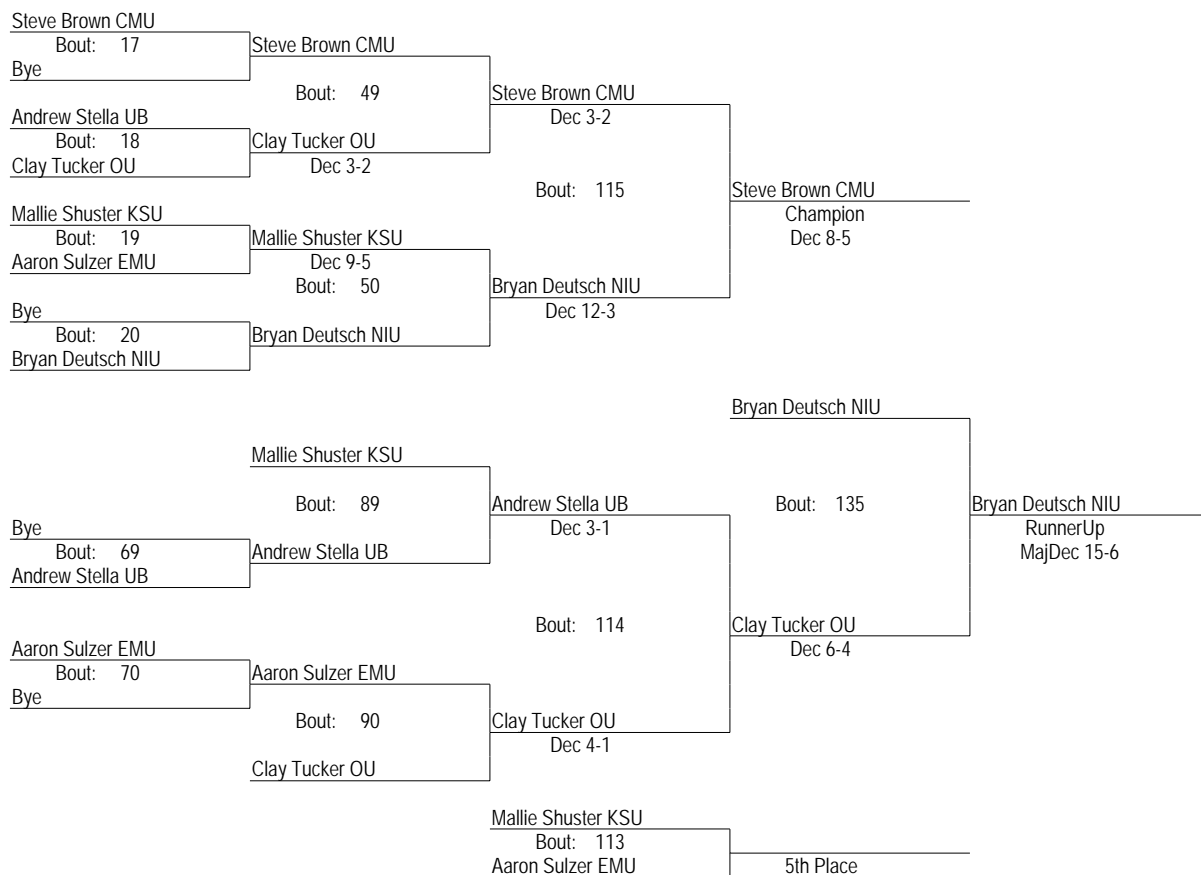 Steve Brown CMU
Bout: 17
Steve Brown CMU
Bye
Bout: 49
Steve Brown CMU
Dec 3-2
Andrew Stella UB
Bout: 18
Clay Tucker OU
Clay Tucker OU
Dec 3-2
Bout: 115
Steve Brown CMU
Champion
Dec 8-5
Mallie Shuster KSU
Bout: 19
Mallie Shuster KSU
Aaron Sulzer EMU
Dec 9-5
Bout: 50
Bryan Deutsch NIU
Dec 12-3
Bye
Bout: 20
Bryan Deutsch NIU
Bryan Deutsch NIU
Bryan Deutsch NIU
Mallie Shuster KSU
Bout: 89
Andrew Stella UB
Dec 3-1
Bout: 135
Bryan Deutsch NIU
RunnerUp
MajDec 15-6
Bye
Bout: 69
Andrew Stella UB
Andrew Stella UB
Bout: 114
Clay Tucker OU
Dec 6-4
Aaron Sulzer EMU
Bout: 70
Aaron Sulzer EMU
Bye
Bout: 90
Clay Tucker OU
Dec 4-1
Clay Tucker OU
Mallie Shuster KSU
Bout: 113
Aaron Sulzer EMU
5th Place